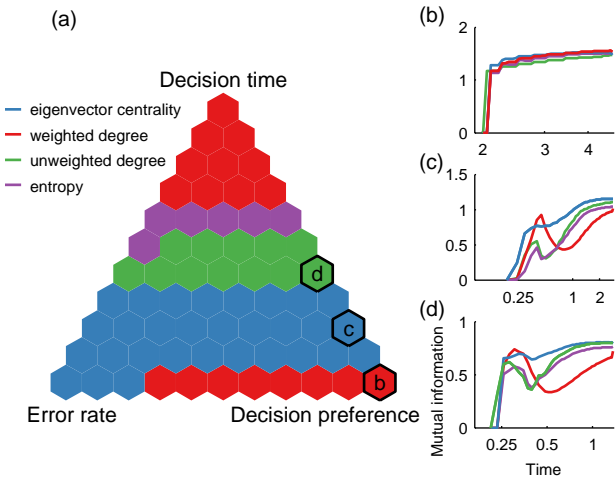 (a)
Decision time
eigenvector centrality
weighted degree
unweighted degree
entropy
d
c
b
Error rate
Decision preference
(b)
2
1
0
2
3
4
(c)
1.5
1
0.5
0
0.25
1
2
(d)
1
0.5
0
0.25
0.5
1
Mutual information
Time